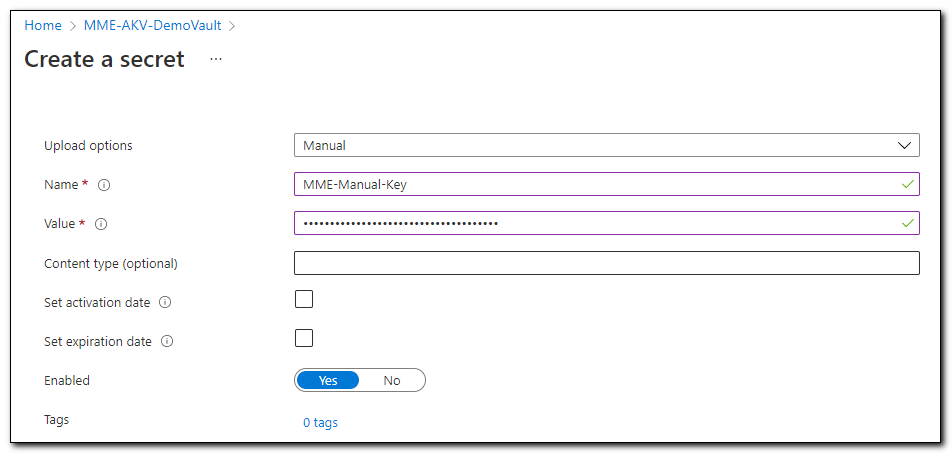 Home > MME-AKV-DemoVault >
Create a secret ...
Upload options Manual
Name * MME-Manual-Key
Value * •••••••••••••••••••••••••••••••••••••
Content type (optional)
Set activation date
Set expiration date
Enabled Yes No
Tags 0 tags